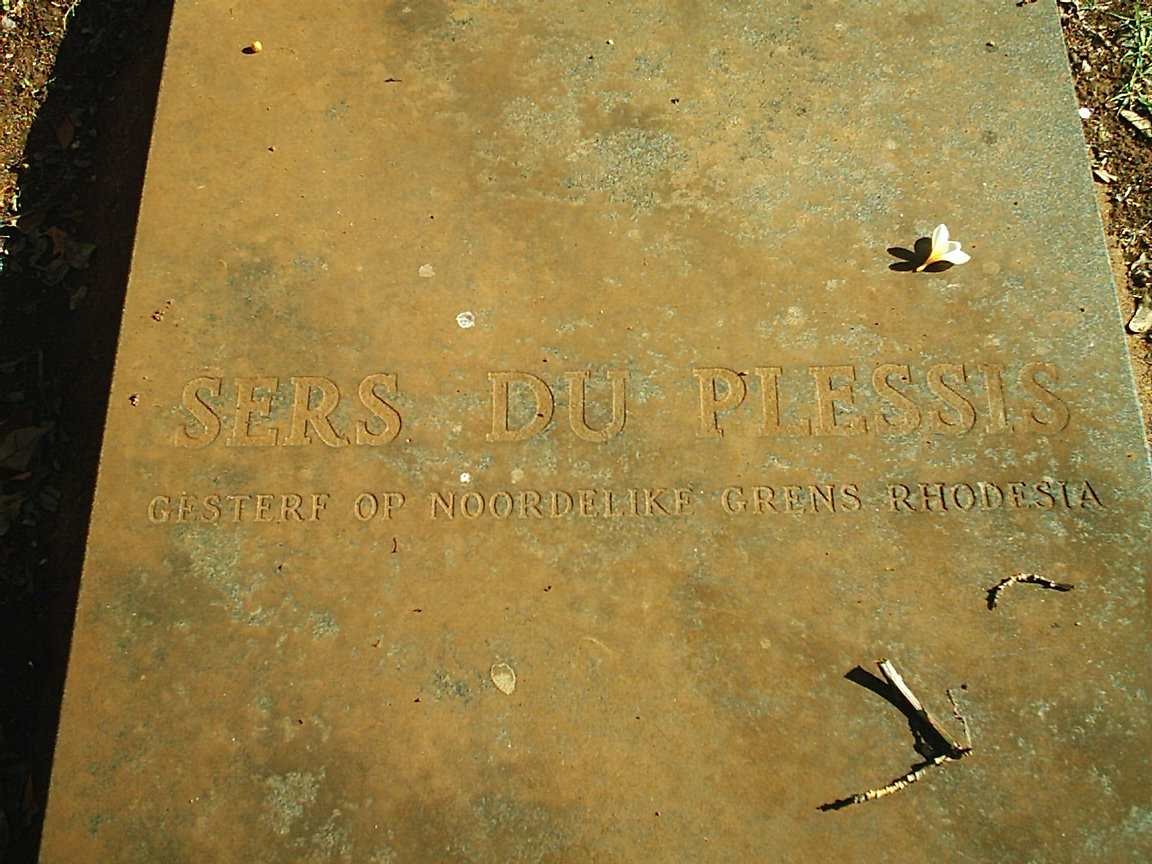 SERS DU PLESSIS
GESTERF OP NOORDELIKE GRENS RHODESIA